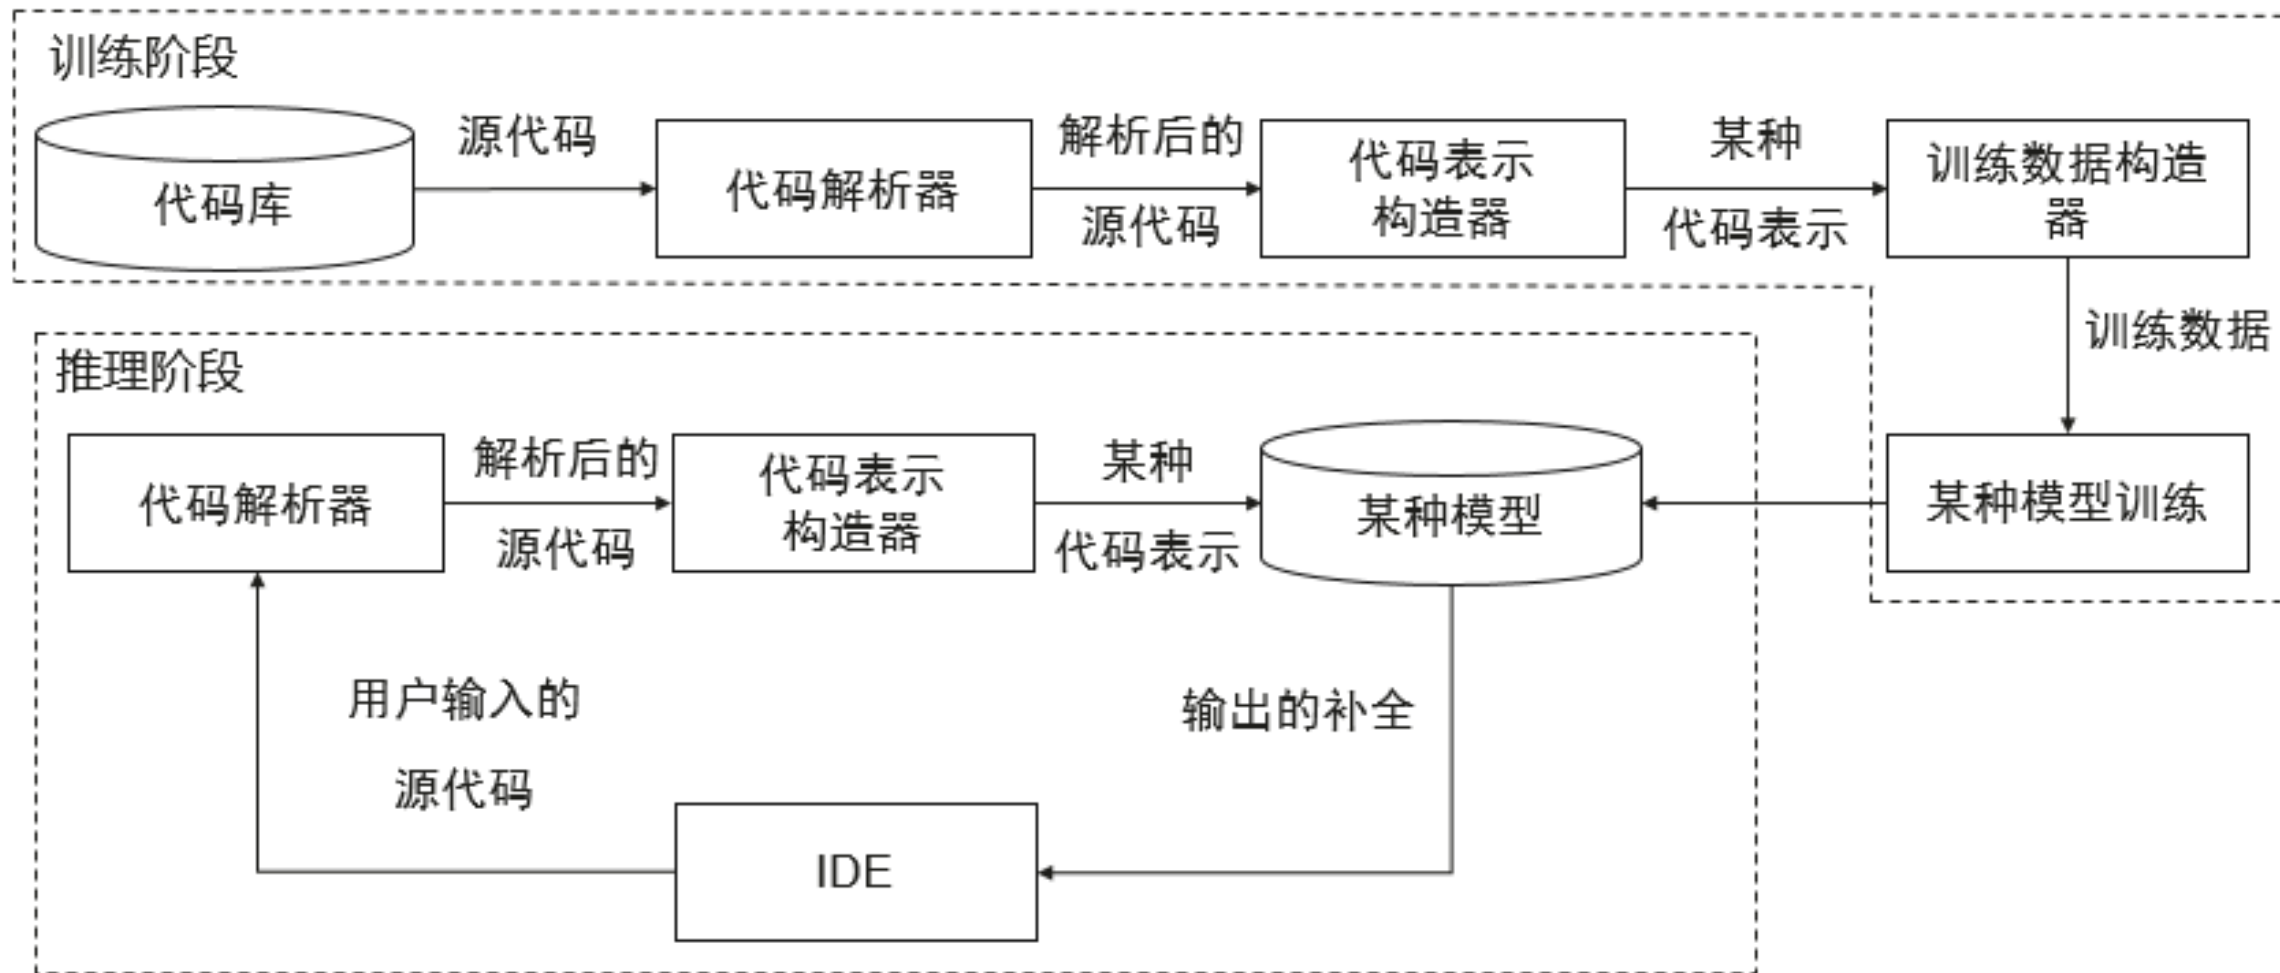 训练阶段
代码库
源代码
代码解析器
解析后的
源代码
代码表示
构造器
某种
代码表示
训练数据构造
器
训练数据
某种模型训练
推理阶段
代码解析器
解析后的
源代码
代码表示
构造器
某种
代码表示
某种模型
输出的补全
IDE
用户输入的
源代码